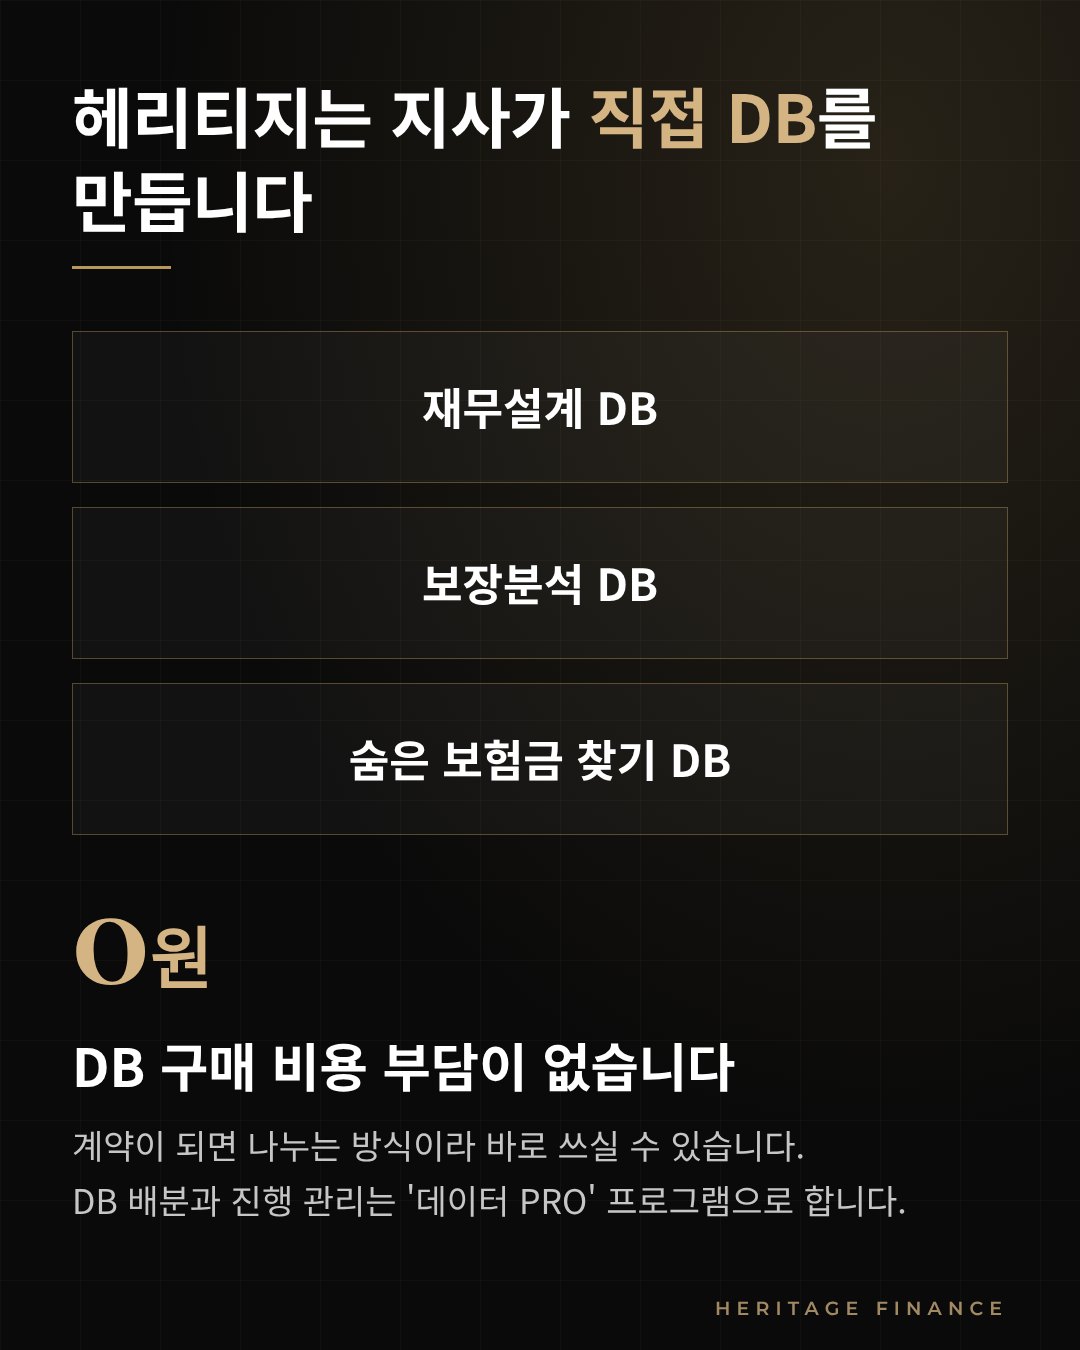 헤리티지는 지사가 직접 DB를
만듭니다
재무설계 DB
보장분석 DB
숨은 보험금 찾기 DB
0원
DB 구매 비용 부담이 없습니다
계약이 되면 나누는 방식이라 바로 쓰실 수 있습니다.
DB 배분과 진행 관리는 '데이터 PRO' 프로그램으로 합니다.
HERITAGE FINANCE